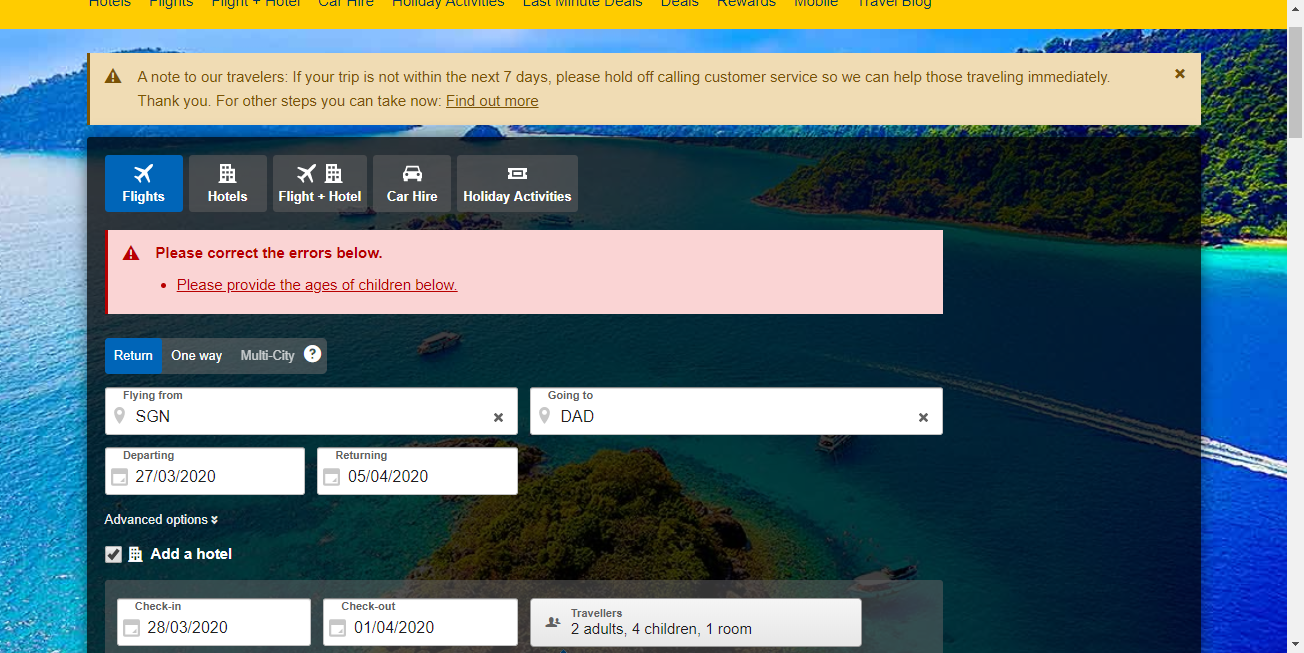 Hotels Flights Flight + Hotel Car Hire Holiday Activities Last Minute Deals Deals Rewards Mobile Travel Blog
A note to our travelers: If your trip is not within the next 7 days, please hold off calling customer service so we can help those traveling immediately.
Thank you. For other steps you can take now: Find out more
Flights Hotels Flight + Hotel Car Hire Holiday Activities
Please correct the errors below.
Please provide the ages of children below.
Return One way Multi-City ?
Flying from Going to
SGN DAD
Departing Returning
27/03/2020 05/04/2020
Advanced options
Add a hotel
Check-in Check-out Travellers
28/03/2020 01/04/2020 2 adults, 4 children, 1 room